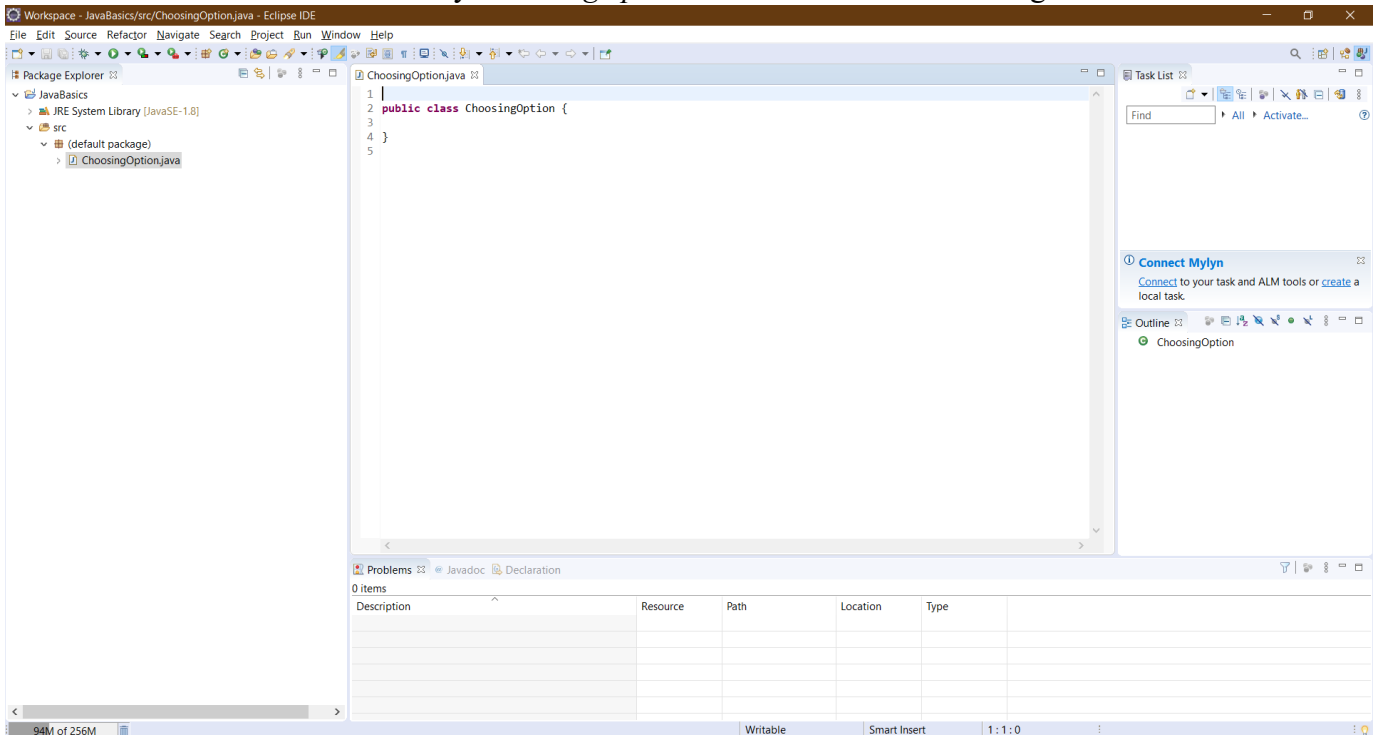 Workspace - JavaBasics/src/ChoosingOption.java - Eclipse IDE
File Edit Source Refactor Navigate Search Project Run Window Help
Package Explorer
JavaBasics
JRE System Library [JavaSE-1.8]
src
(default package)
ChoosingOption.java
ChoosingOption.java
1
2 public class ChoosingOption {
3
4 }
5
Task List
Find All Activate...
Connect Mylyn
Connect to your task and ALM tools or create a
local task.
Outline
ChoosingOption
Problems Javadoc Declaration
0 items
Description Resource Path Location Type
94M of 256M Writable Smart Insert 1 : 1 : 0